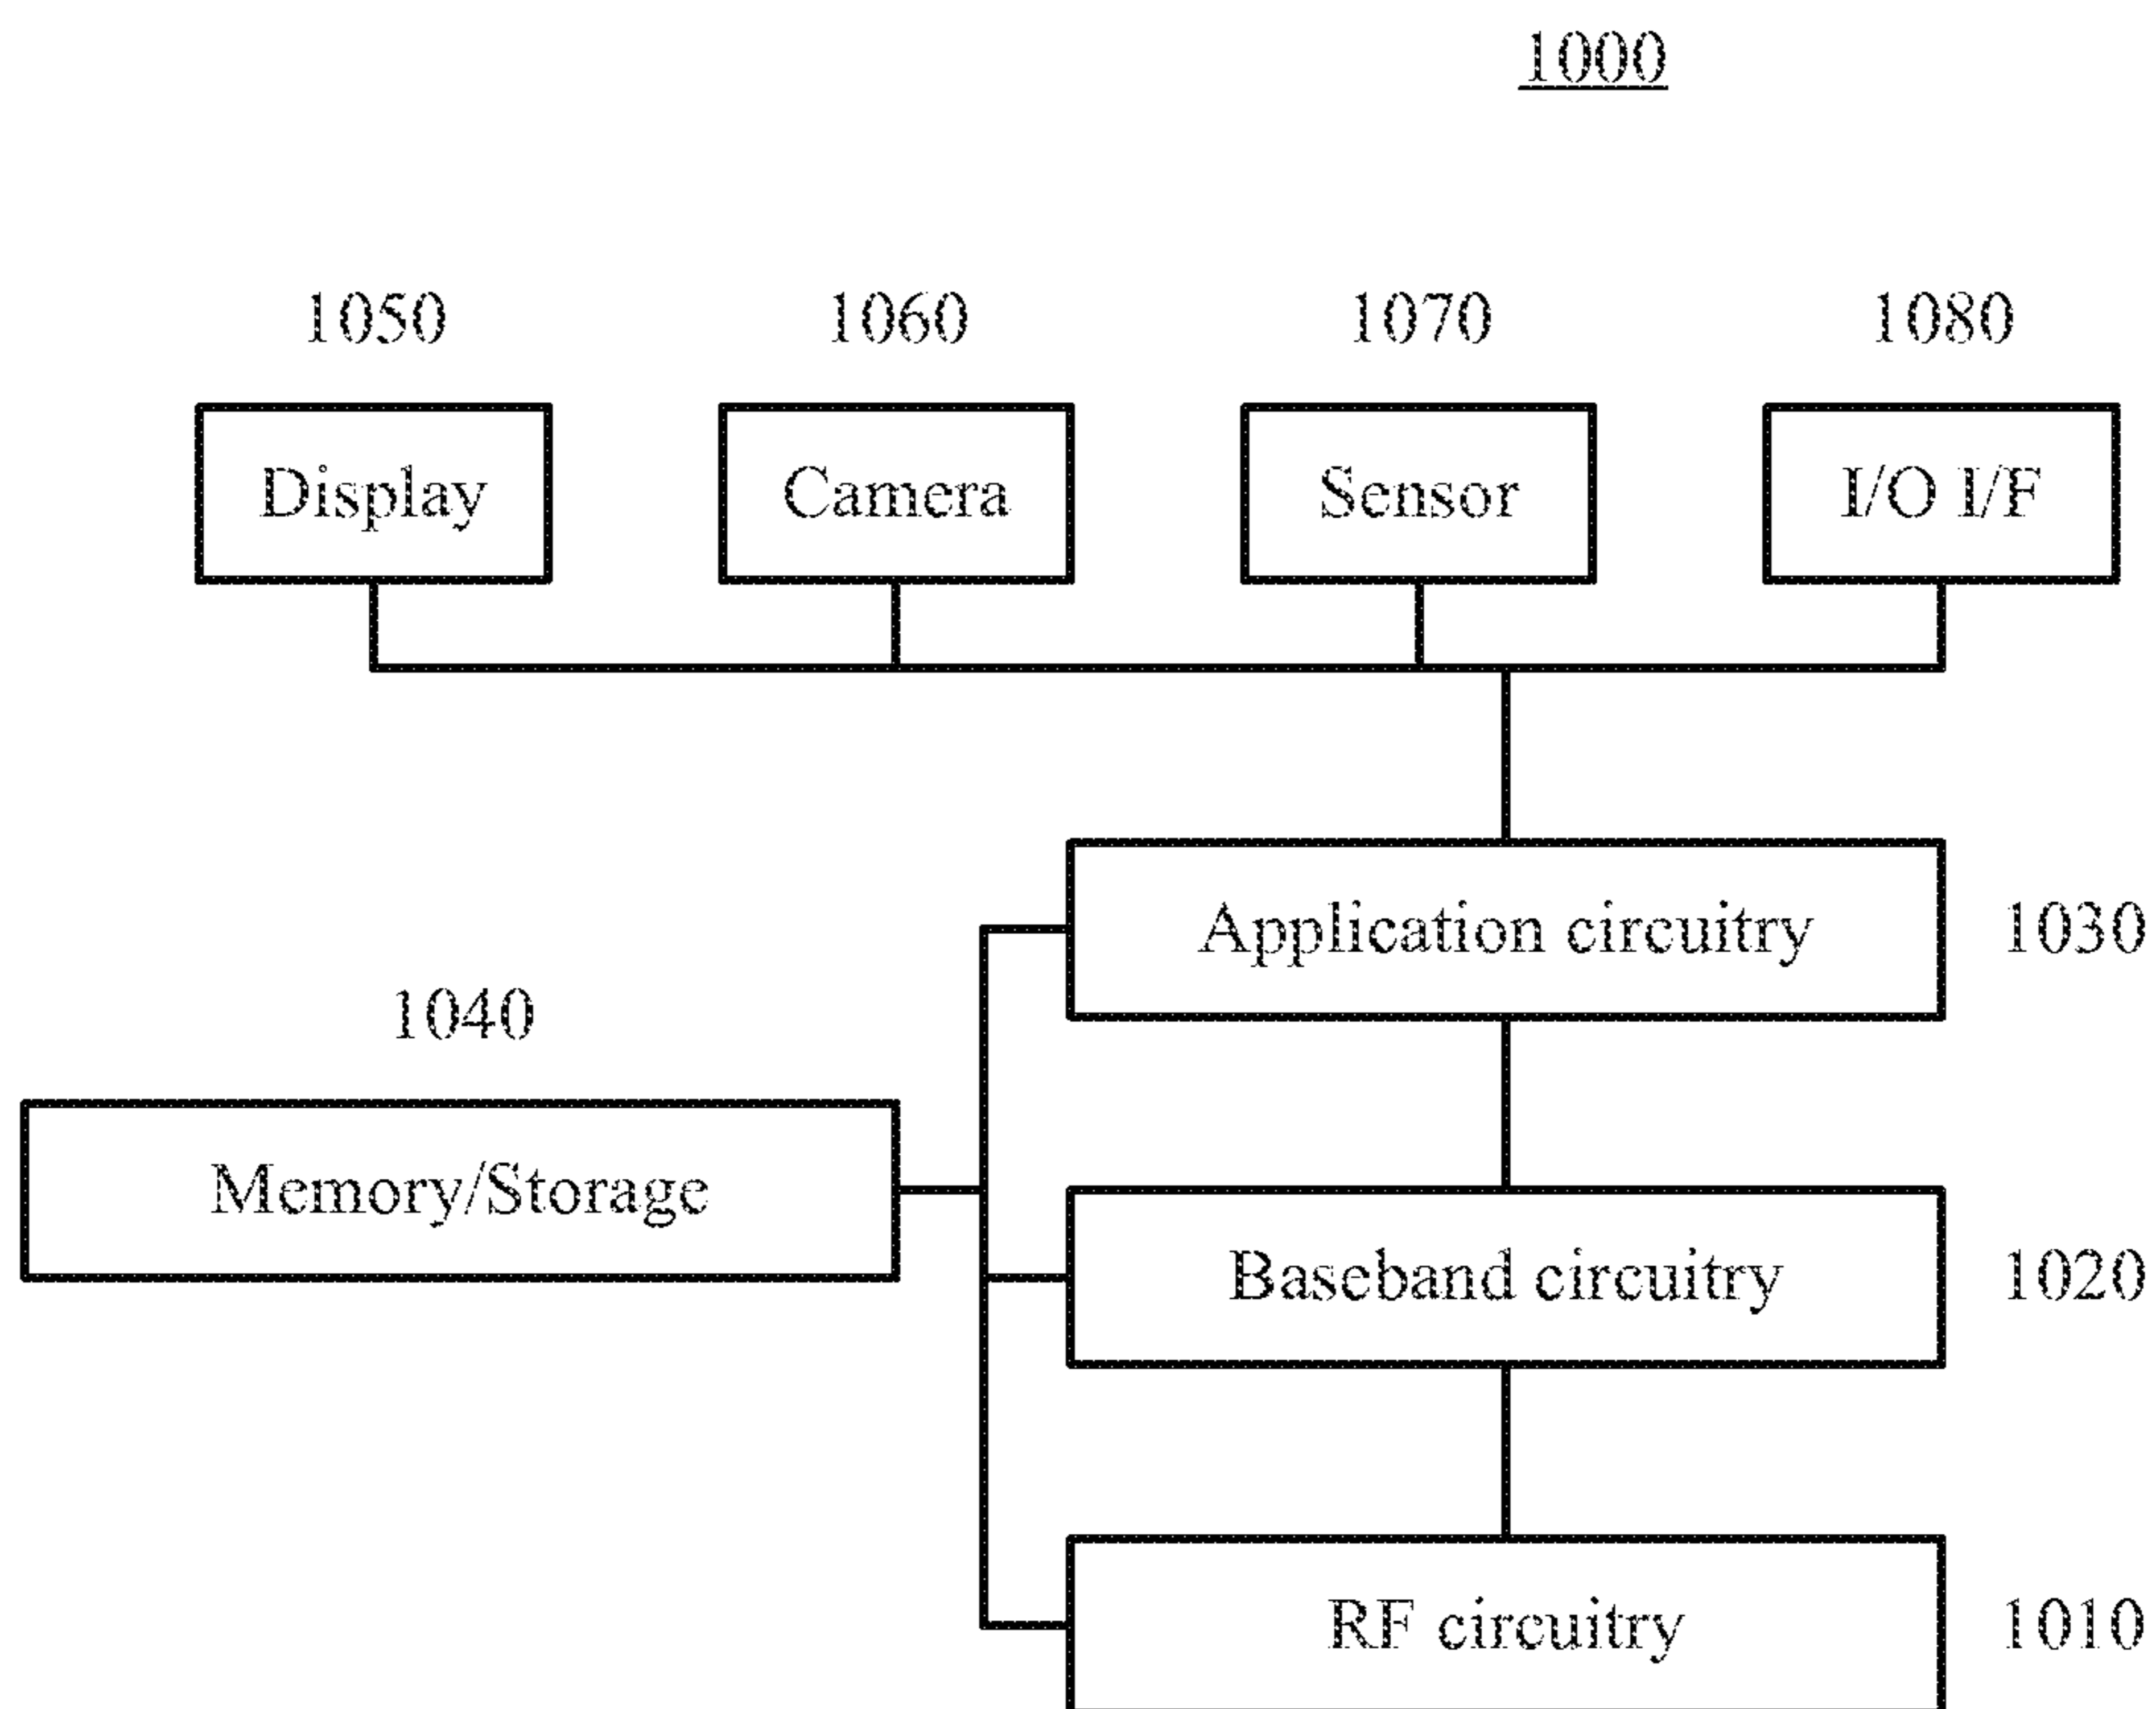 1000
1050 1060 1070 1080
Display Camera Sensor I/O I/F
Application circuitry 1030
1040
Memory/Storage
Baseband circuitry 1020
RF circuitry 1010